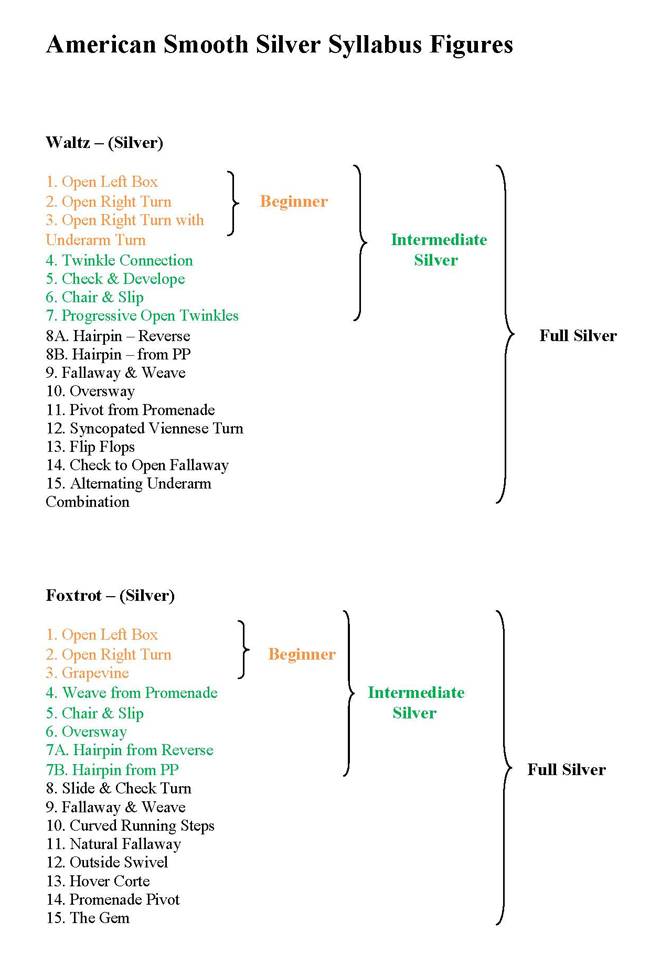 American Smooth Silver Syllabus Figures
Waltz – (Silver)
1. Open Left Box
2. Open Right Turn
3. Open Right Turn with
Underarm Turn
Beginner
4. Twinkle Connection
5. Check & Develope
6. Chair & Slip
7. Progressive Open Twinkles
Intermediate
Silver
8A. Hairpin – Reverse
8B. Hairpin – from PP
9. Fallaway & Weave
10. Oversway
11. Pivot from Promenade
12. Syncopated Viennese Turn
13. Flip Flops
14. Check to Open Fallaway
15. Alternating Underarm
Combination
Full Silver
Foxtrot – (Silver)
1. Open Left Box
2. Open Right Turn
3. Grapevine
Beginner
4. Weave from Promenade
5. Chair & Slip
6. Oversway
7A. Hairpin from Reverse
7B. Hairpin from PP
Intermediate
Silver
8. Slide & Check Turn
9. Fallaway & Weave
10. Curved Running Steps
11. Natural Fallaway
12. Outside Swivel
13. Hover Corte
14. Promenade Pivot
15. The Gem
Full Silver